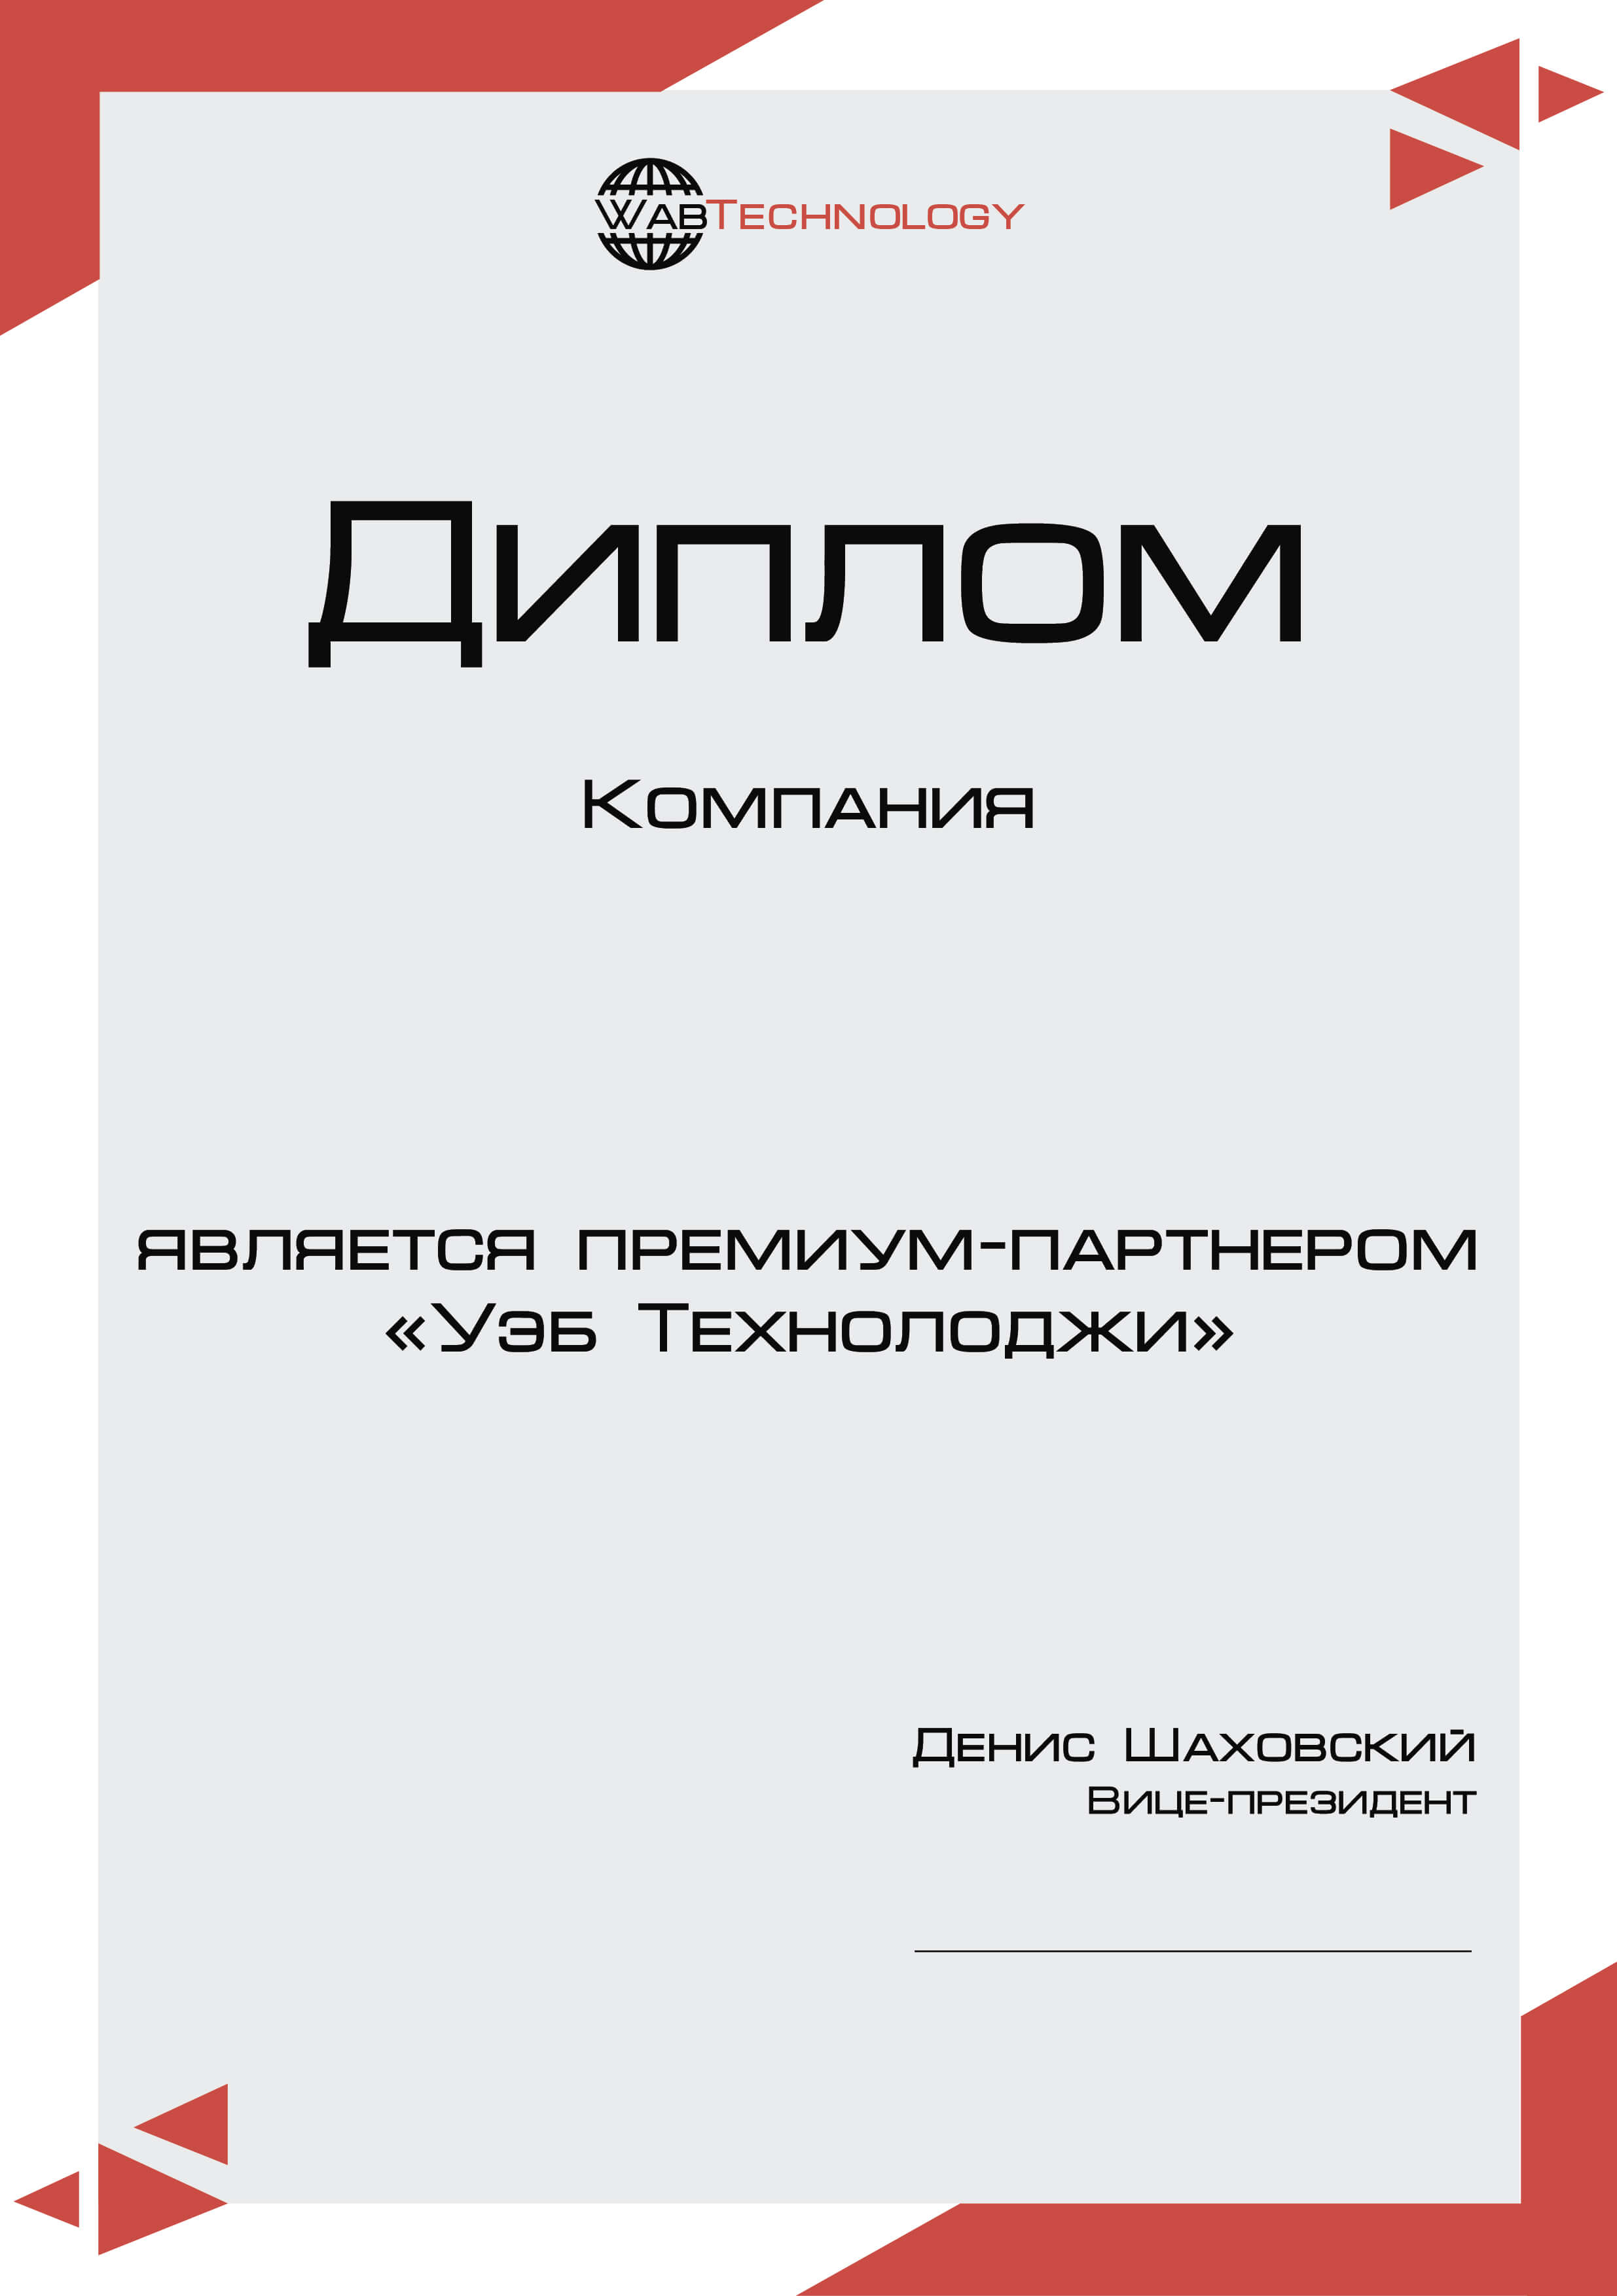 WabTechnology
Диплом
Компания
является премиум-партнером
«Уэб Технолоджи»
Денис Шаховский
Вице-президент